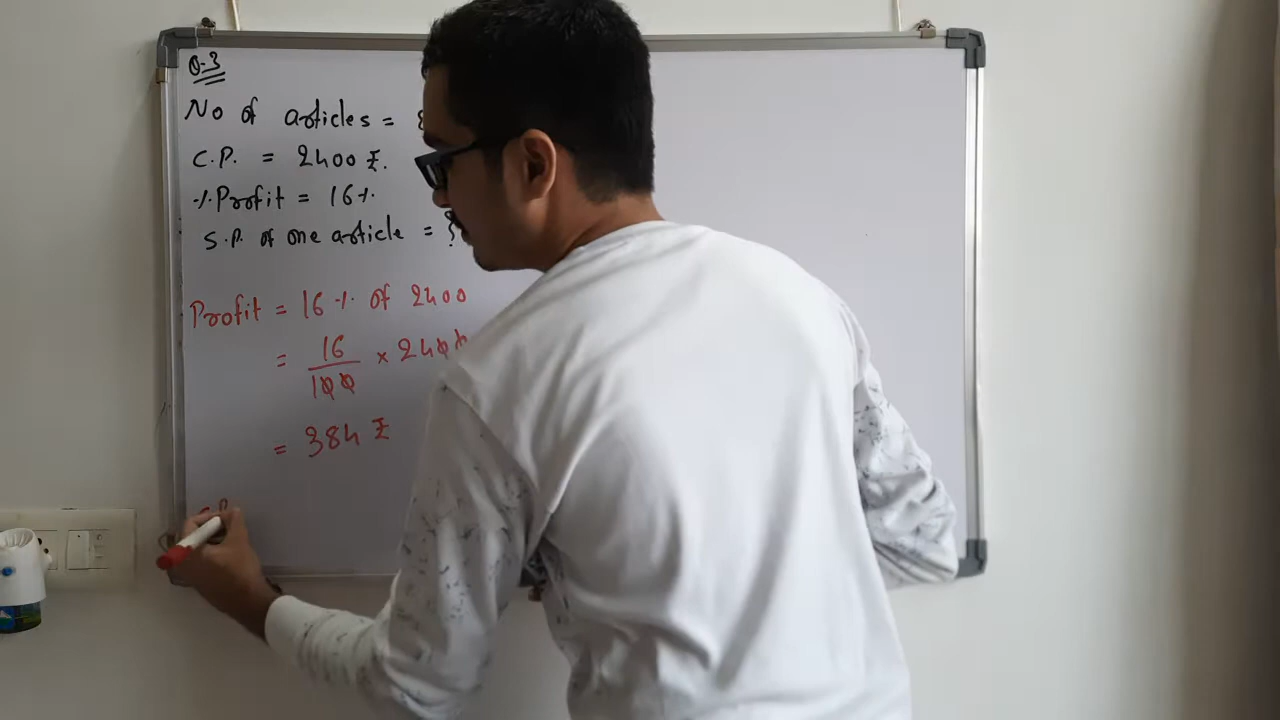 Q-3
No of articles =
C.P. = 2400 ₹.
% Profit = 16%
S.P. of one article = ?
Profit = 16% of 2400
= 16/100 × 2400
= 384 ₹